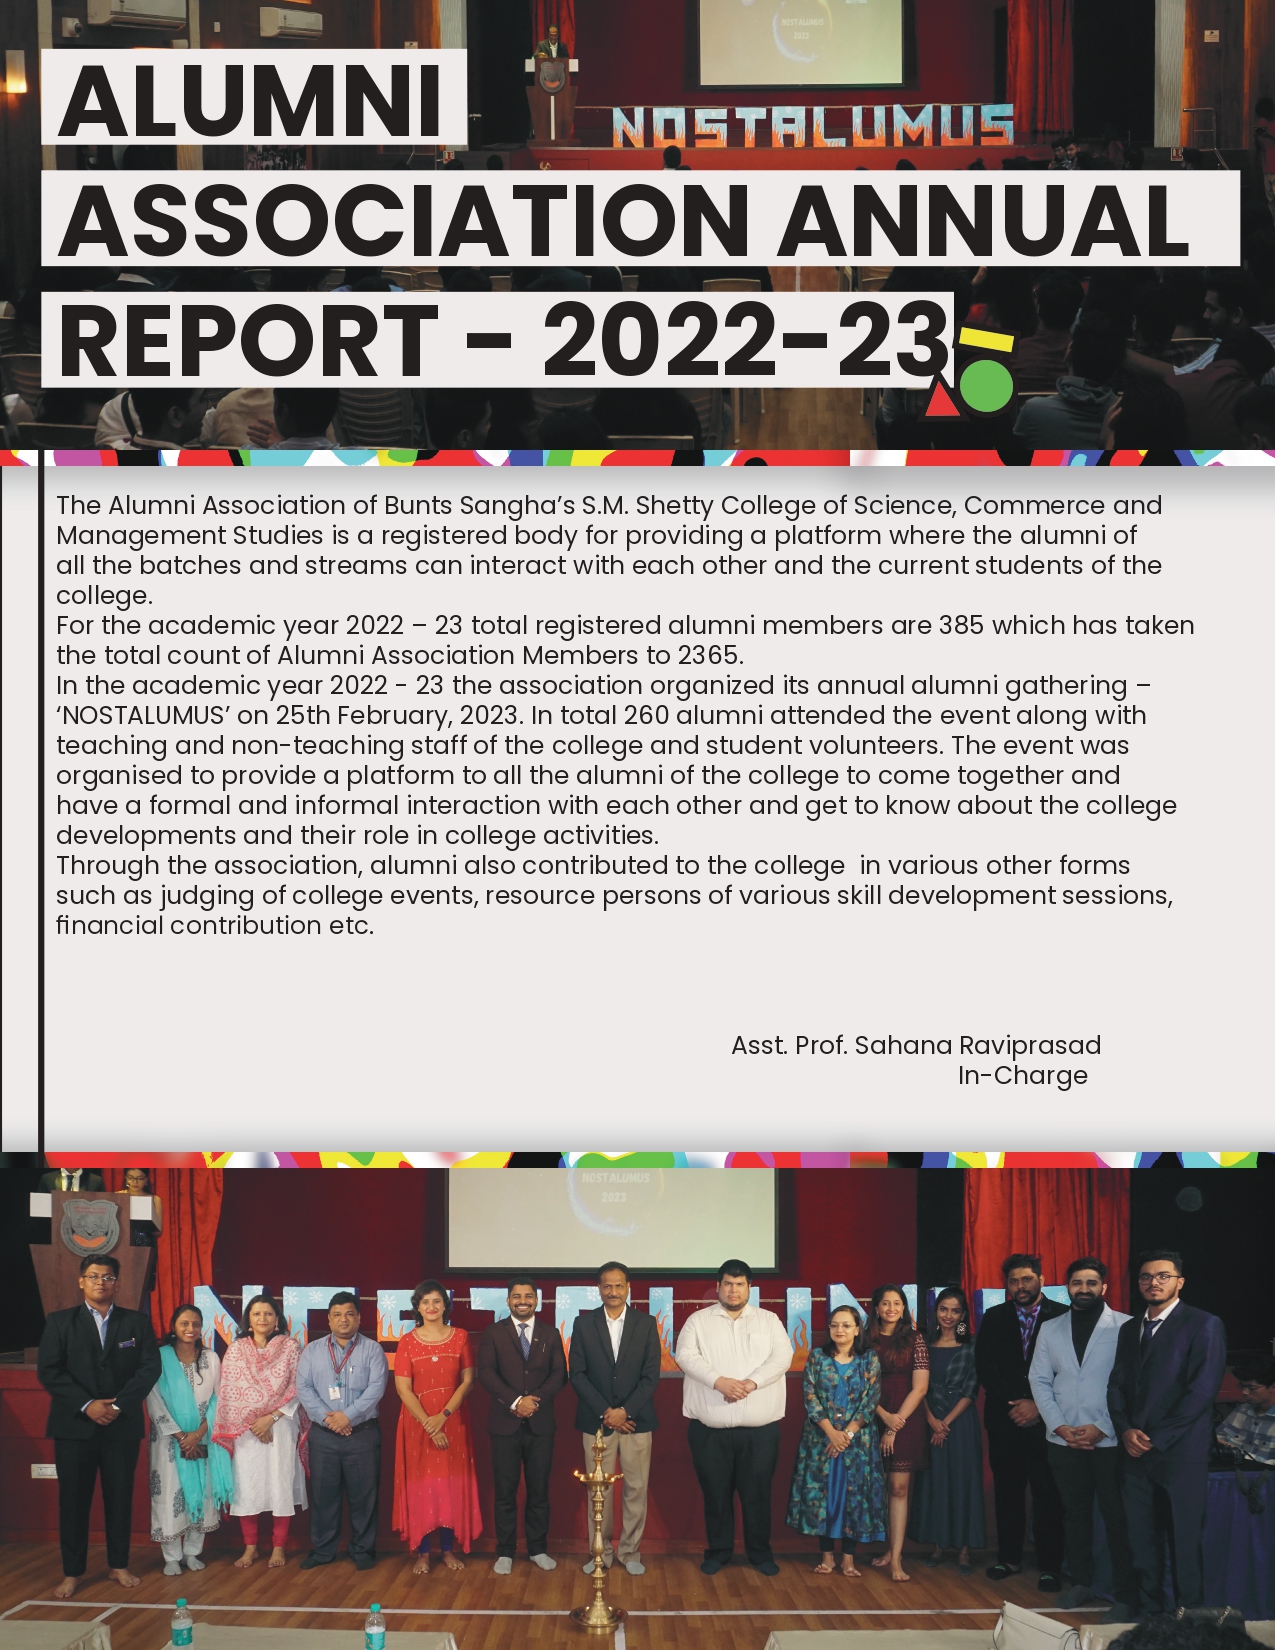 NOSTALUMUS
2023
NOSTALUMUS
ALUMNI
ASSOCIATION ANNUAL
REPORT - 2022-23
The Alumni Association of Bunts Sangha’s S.M. Shetty College of Science, Commerce and
Management Studies is a registered body for providing a platform where the alumni of
all the batches and streams can interact with each other and the current students of the
college.
For the academic year 2022 – 23 total registered alumni members are 385 which has taken
the total count of Alumni Association Members to 2365.
In the academic year 2022 - 23 the association organized its annual alumni gathering –
‘NOSTALUMUS’ on 25th February, 2023. In total 260 alumni attended the event along with
teaching and non-teaching staff of the college and student volunteers. The event was
organised to provide a platform to all the alumni of the college to come together and
have a formal and informal interaction with each other and get to know about the college
developments and their role in college activities.
Through the association, alumni also contributed to the college  in various other forms
such as judging of college events, resource persons of various skill development sessions,
financial contribution etc.
Asst. Prof. Sahana Raviprasad
In-Charge
NOSTALUMUS
2023